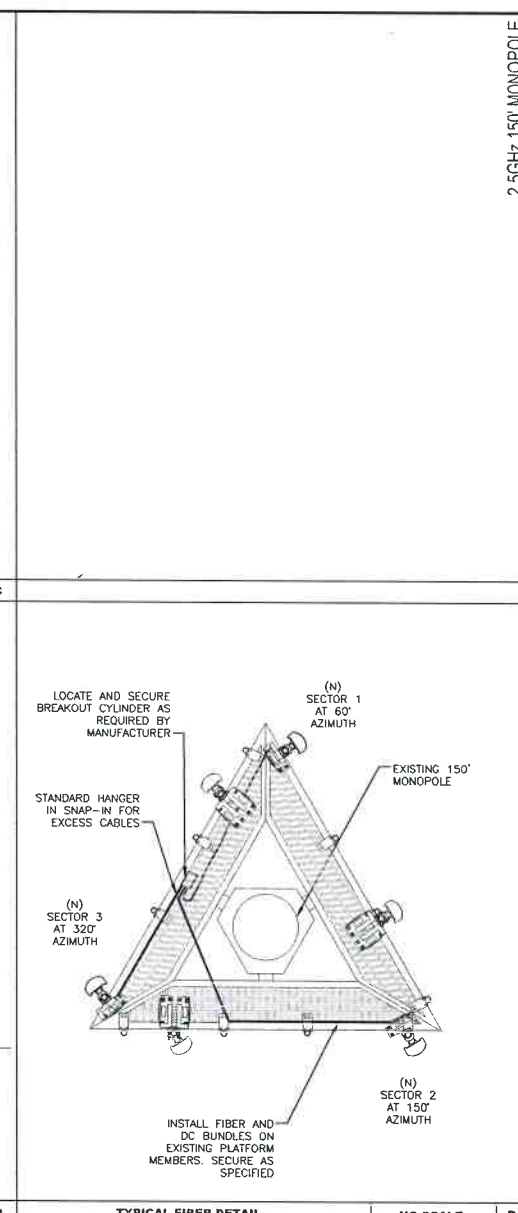 2.5GHz 150' MONOPOLE
(N)
SECTOR 1
AT 60°
AZIMUTH
LOCATE AND SECURE
BREAKOUT CYLINDER AS
REQUIRED BY
MANUFACTURER
EXISTING 150'
MONOPOLE
STANDARD HANGER
IN SNAP-IN FOR
EXCESS CABLES
(N)
SECTOR 3
AT 320°
AZIMUTH
(N)
SECTOR 2
AT 150°
AZIMUTH
INSTALL FIBER AND
DC BUNDLES ON
EXISTING PLATFORM
MEMBERS. SECURE AS
SPECIFIED
TYPICAL FIBER DETAIL
NO SCALE